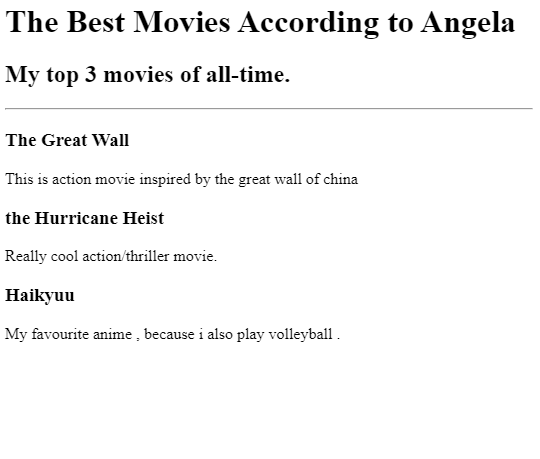 The Best Movies According to Angela
My top 3 movies of all-time.
The Great Wall
This is action movie inspired by the great wall of china
the Hurricane Heist
Really cool action/thriller movie.
Haikyuu
My favourite anime , because i also play volleyball .